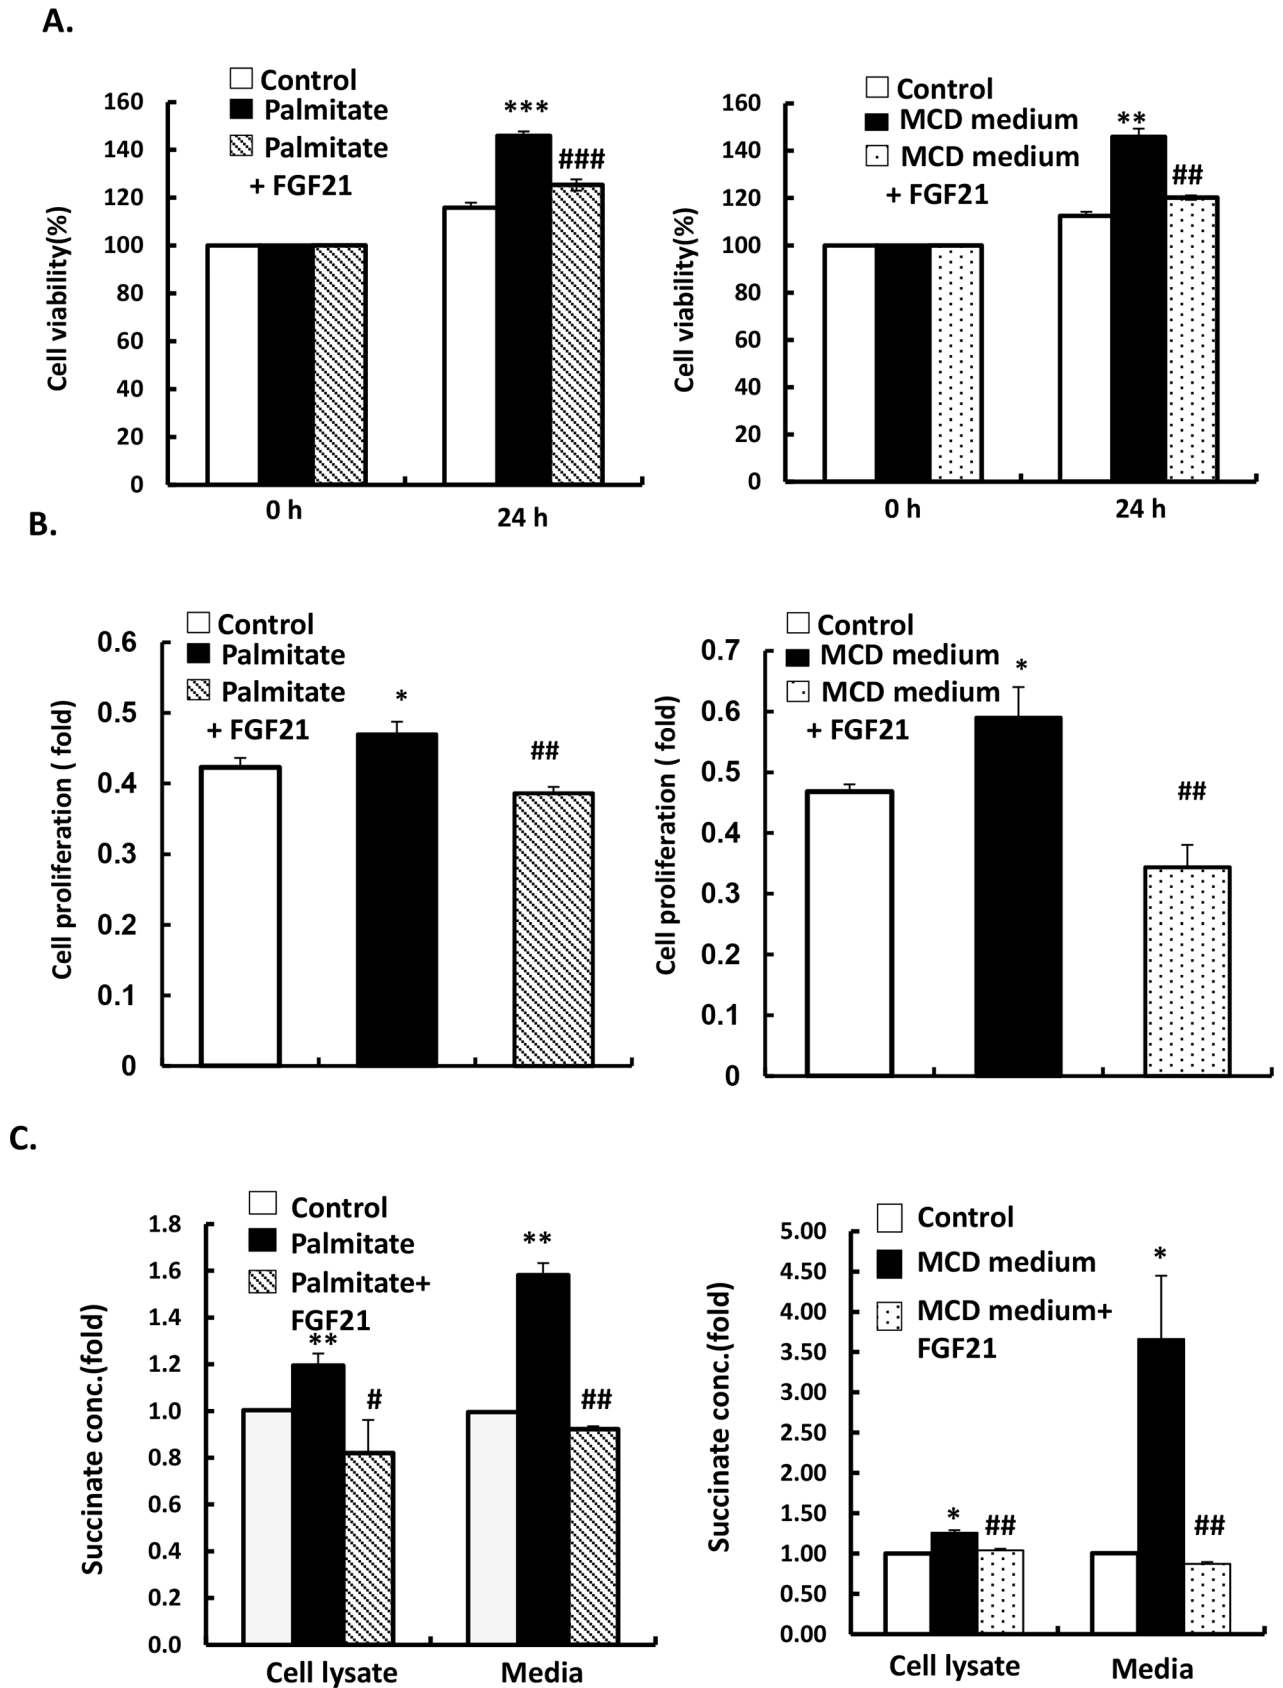 A.
Control
Palmitate
Palmitate
+ FGF21
***
###
160
140
120
100
80
60
40
20
0
Cell viability(%)
0 h
24 h
Control
MCD medium
MCD medium
+ FGF21
**
##
160
140
120
100
80
60
40
20
0
Cell viability(%)
0 h
24 h
B.
Control
Palmitate
Palmitate
+ FGF21
*
##
0.6
0.5
0.4
0.3
0.2
0.1
0
Cell proliferation ( fold)
Control
MCD medium
MCD medium
+ FGF21
*
##
0.7
0.6
0.5
0.4
0.3
0.2
0.1
0
Cell proliferation ( fold)
C.
Control
Palmitate
Palmitate+
FGF21
**
#
**
##
1.8
1.6
1.4
1.2
1.0
0.8
0.6
0.4
0.2
0.0
Succinate conc.(fold)
Cell lysate
Media
Control
MCD medium
MCD medium+
FGF21
*
##
*
##
5.00
4.50
4.00
3.50
3.00
2.50
2.00
1.50
1.00
0.50
0.00
Succinate conc.(fold)
Cell lysate
Media